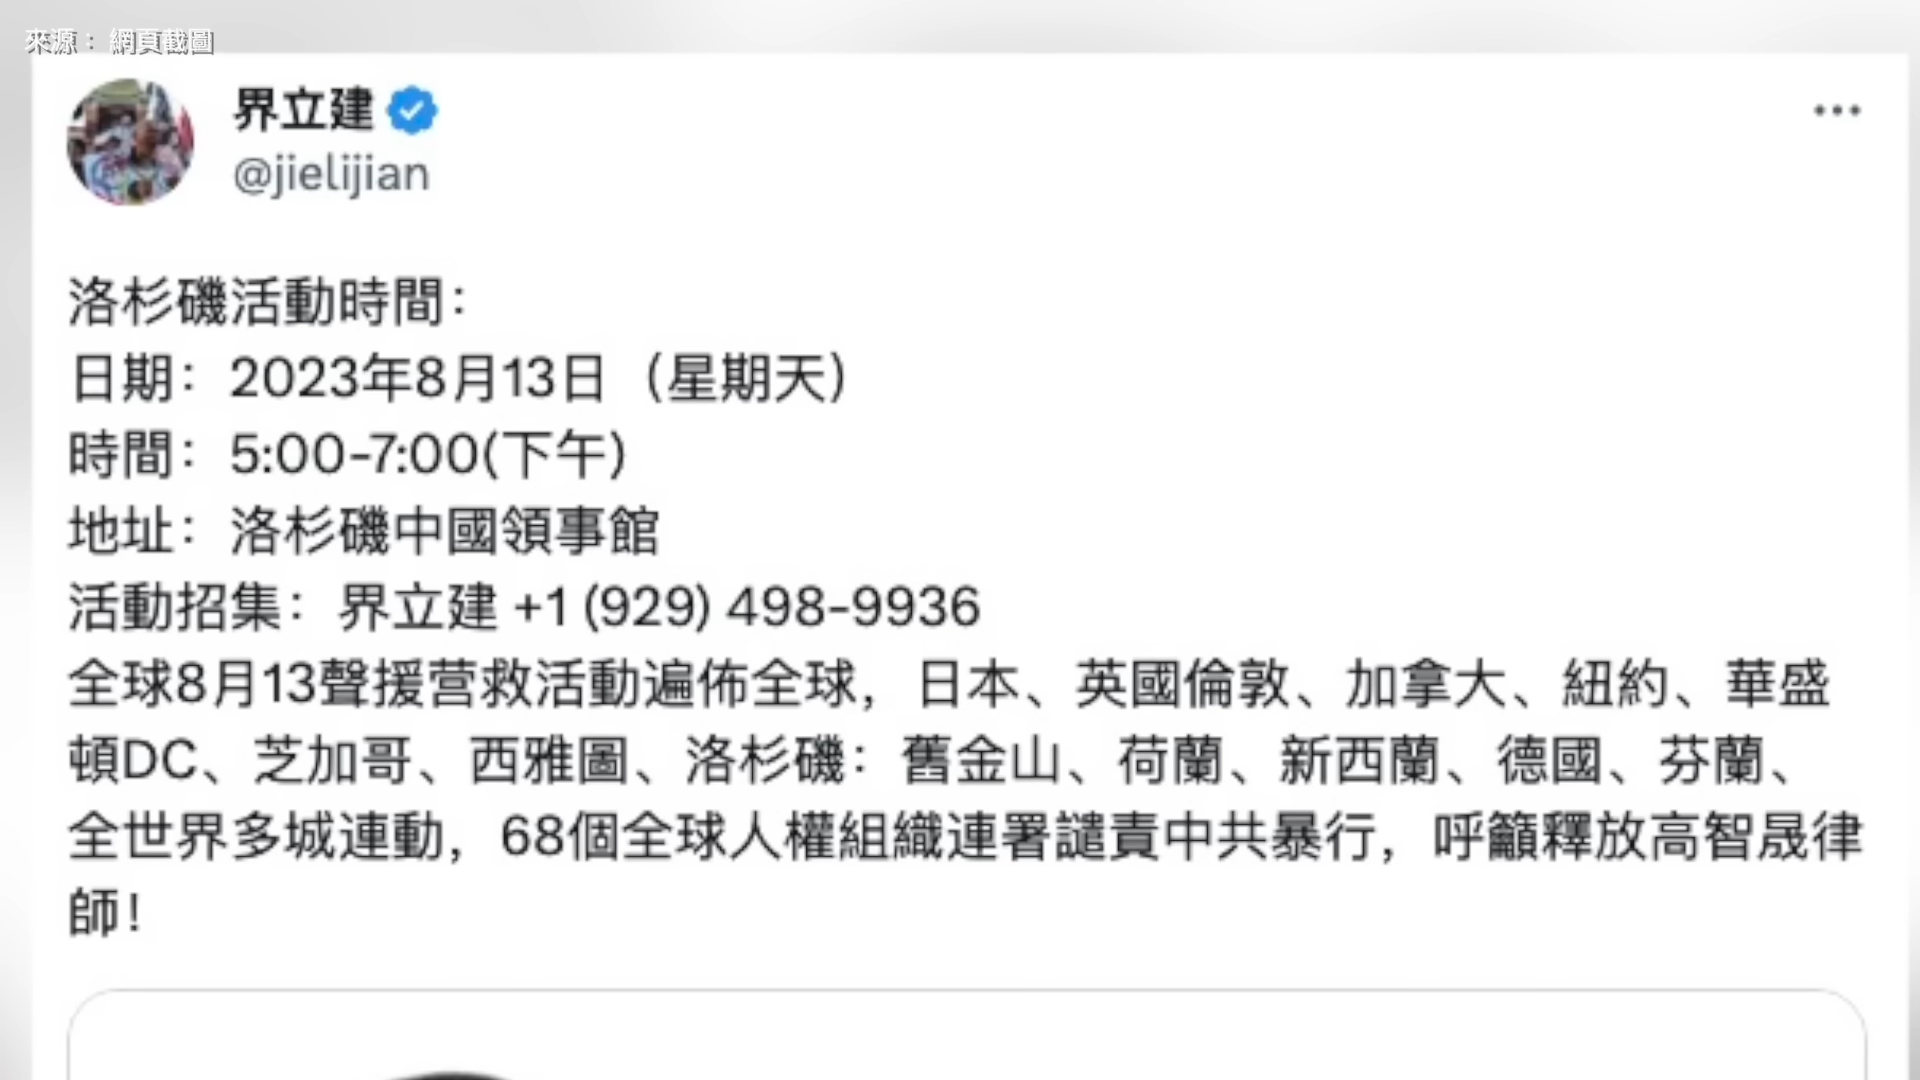 來源：網頁截圖
界立建
@jielijian
洛杉磯活動時間：
日期：2023年8月13日（星期天）
時間：5:00-7:00(下午)
地址：洛杉磯中國領事館
活動招集：界立建 +1 (929) 498-9936
全球8月13聲援营救活動遍佈全球，日本、英國倫敦、加拿大、紐約、華盛
頓DC、芝加哥、西雅圖、洛杉磯：舊金山、荷蘭、新西蘭、德國、芬蘭、
全世界多城連動，68個全球人權組織連署譴責中共暴行，呼籲釋放高智晟律
師！